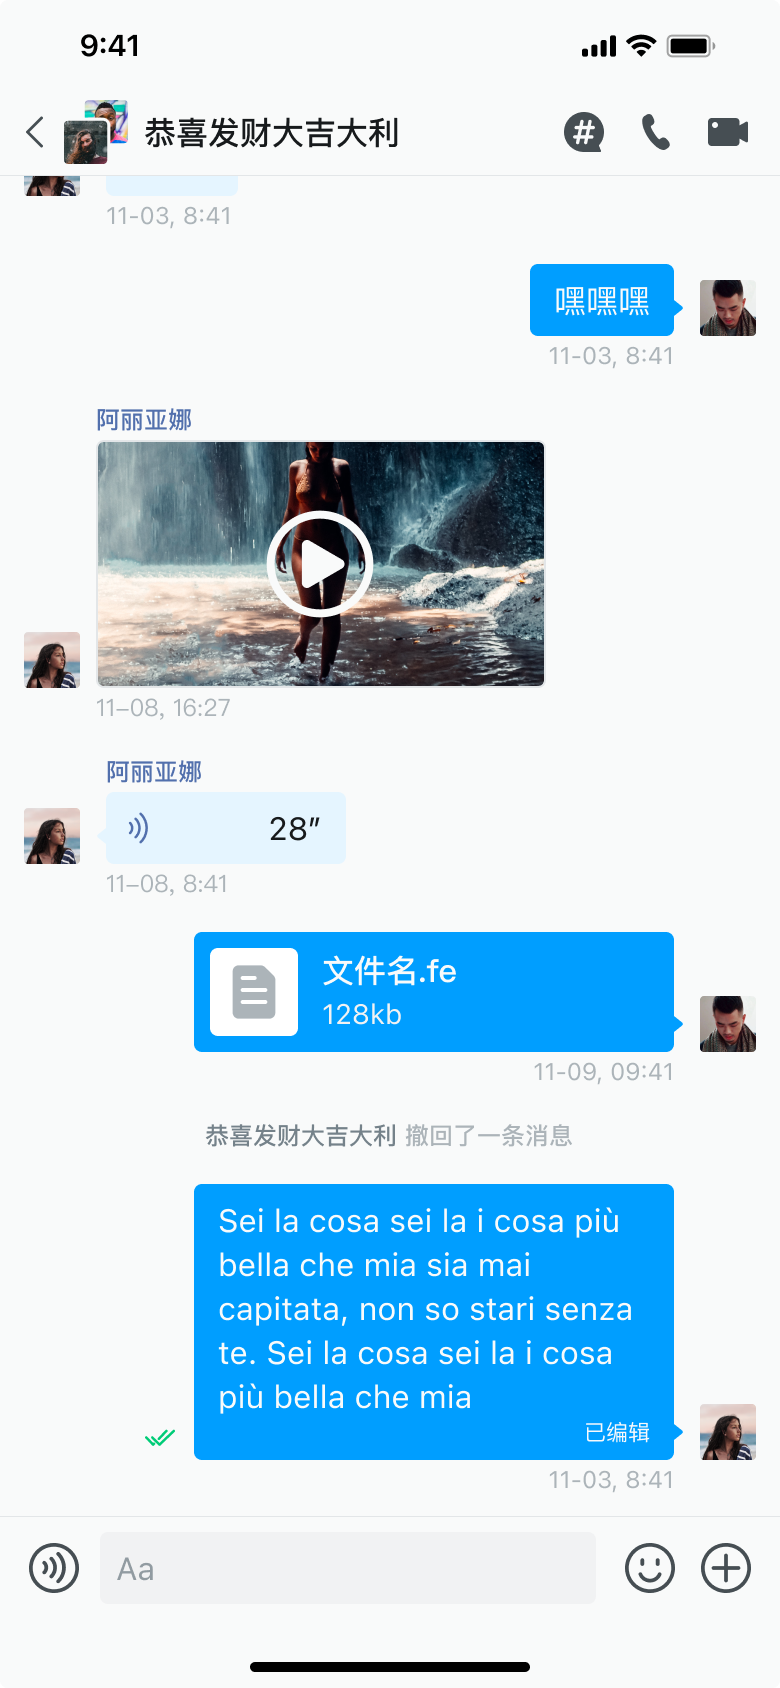 9:41
恭喜发财大吉大利
11-03, 8:41
嘿嘿嘿
11-03, 8:41
阿丽亚娜
11–08, 16:27
阿丽亚娜
28″
11–08, 8:41
文件名.fe
128kb
11-09, 09:41
恭喜发财大吉大利 撤回了一条消息
Sei la cosa sei la i cosa più
bella che mia sia mai
capitata, non so stari senza
te. Sei la cosa sei la i cosa
più bella che mia
已编辑
11-03, 8:41
Aa